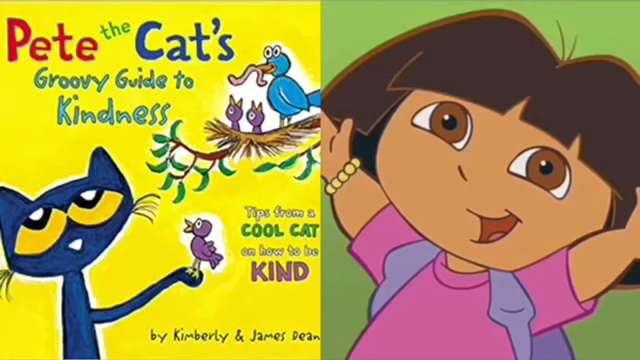 Pete the Cat's
Groovy Guide to
Kindness
Tips from a
COOL CAT
on how to be
KIND
by Kimberly & James Dean